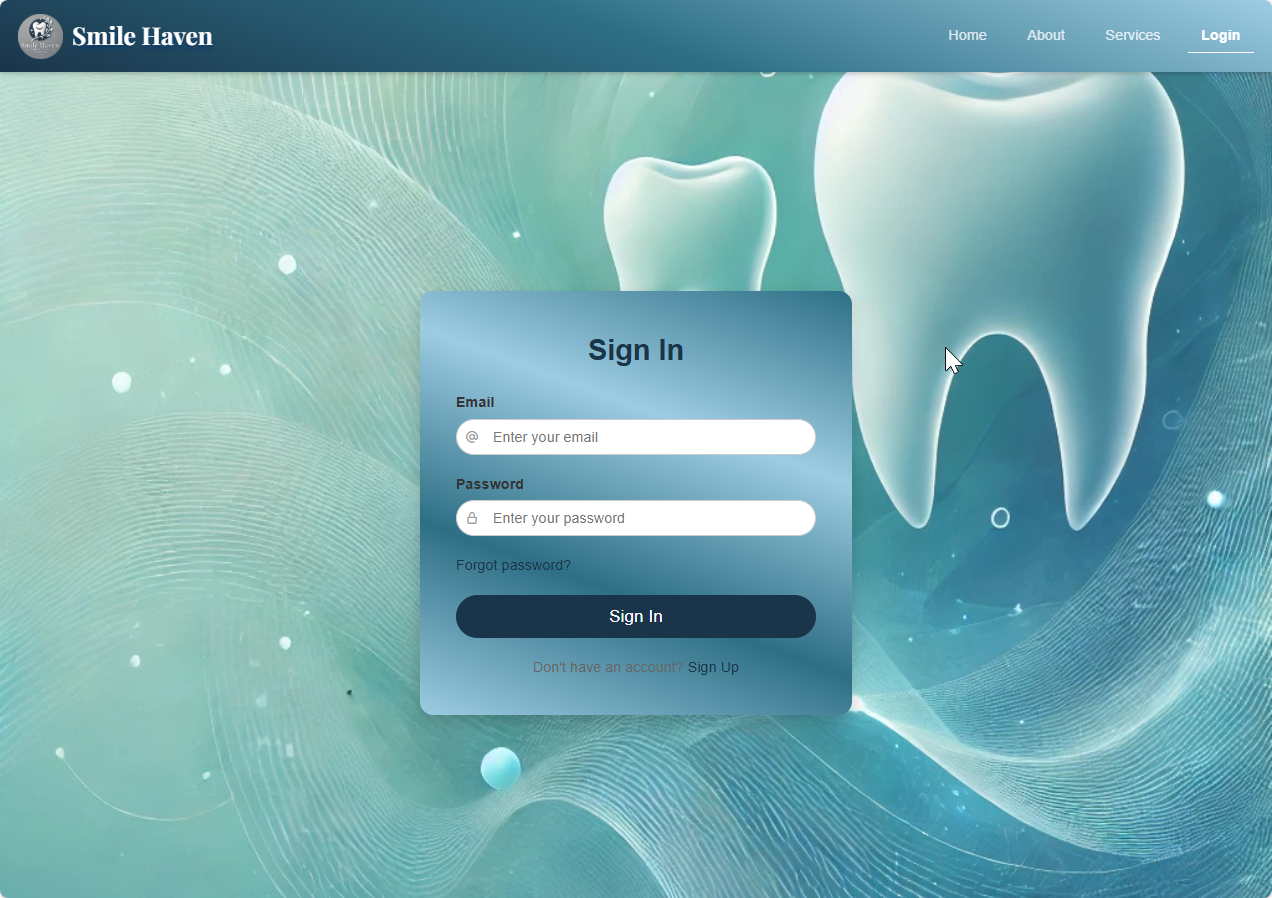 Smile Haven
Home
About
Services
Login
Sign In
Email
@ Enter your email
Password
Enter your password
Forgot password?
Sign In
Don't have an account? Sign Up